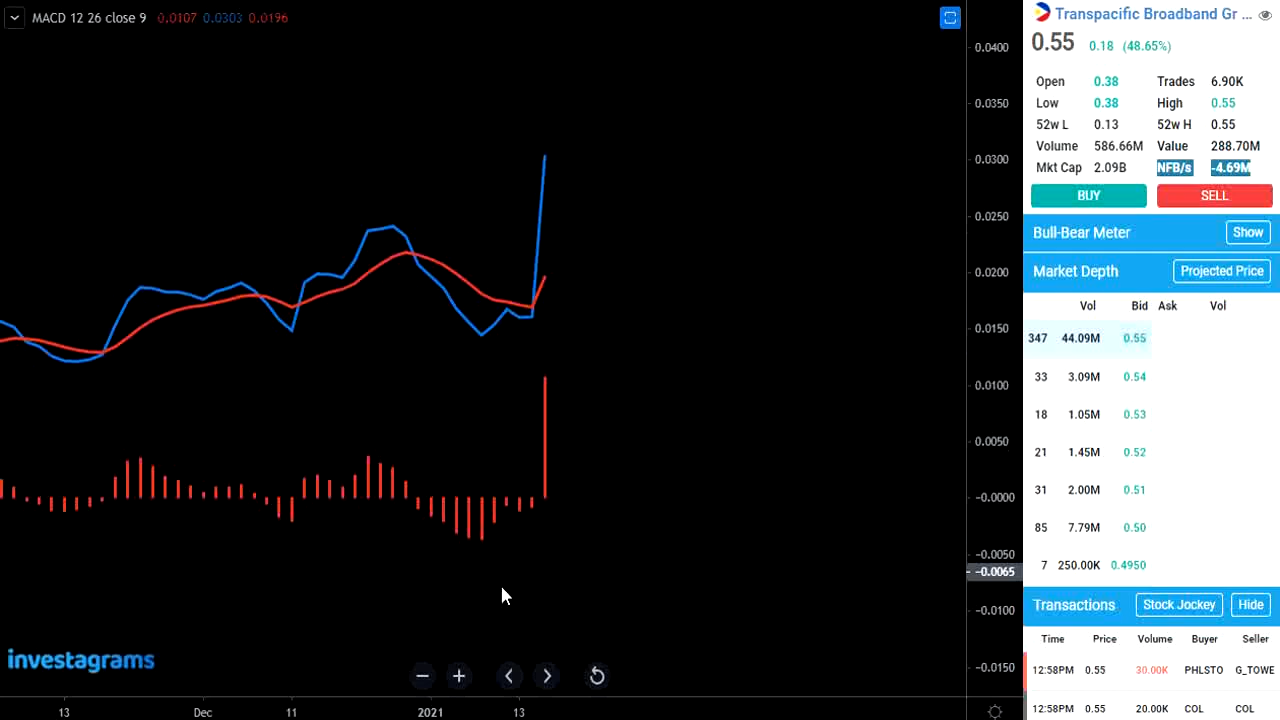 MACD 12 26 close 9 0.0107 0.0303 0.0196
0.0400
0.0350
0.0300
0.0250
0.0200
0.0150
0.0100
0.0050
-0.0000
-0.0050
-0.0065
-0.0100
-0.0150
investagrams
13 Dec 11 2021 13
Transpacific Broadband Gr ...
0.55 0.18 (48.65%)
Open 0.38 Trades 6.90K
Low 0.38 High 0.55
52w L 0.13 52w H 0.55
Volume 586.66M Value 288.70M
Mkt Cap 2.09B NFB/s -4.69M
BUY SELL
Bull-Bear Meter Show
Market Depth Projected Price
Vol Bid Ask Vol
347 44.09M 0.55
33 3.09M 0.54
18 1.05M 0.53
21 1.45M 0.52
31 2.00M 0.51
85 7.79M 0.50
7 250.00K 0.4950
Transactions Stock Jockey Hide
Time Price Volume Buyer Seller
12:58PM 0.55 30.00K PHLSTO G_TOWE
12:58PM 0.55 20.00K COL COL